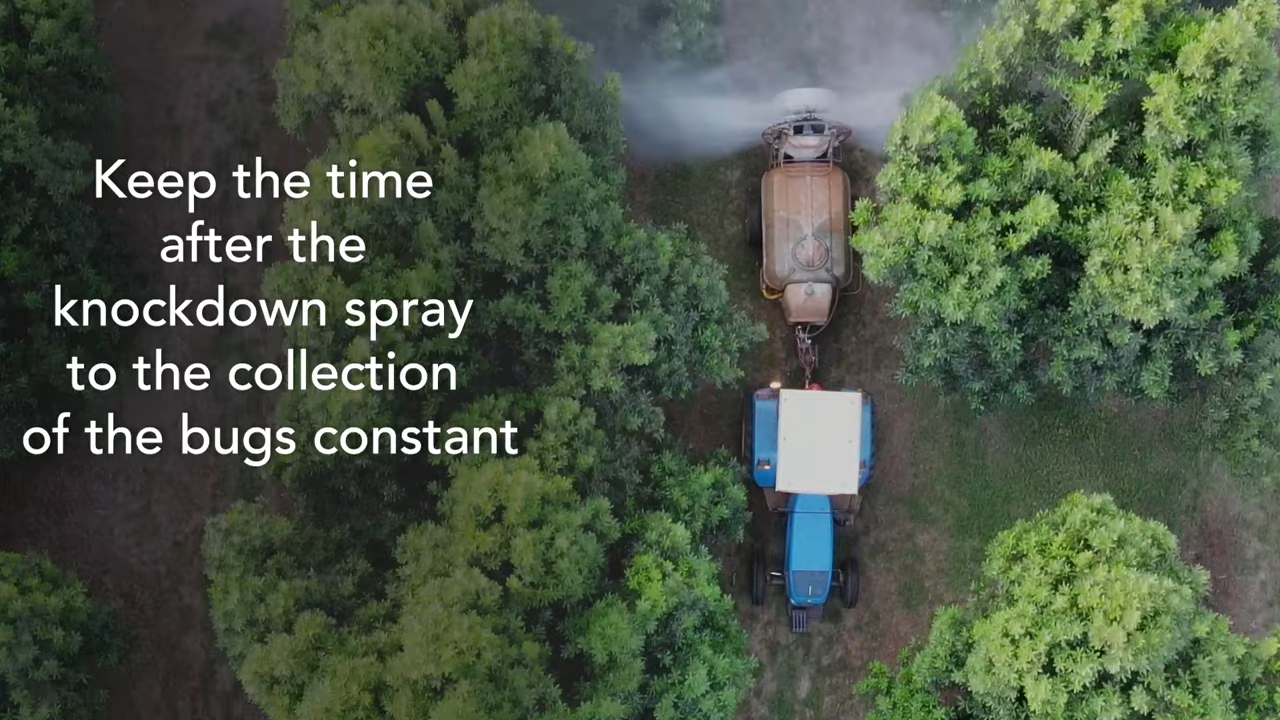 Keep the time
after the
knockdown spray
to the collection
of the bugs constant